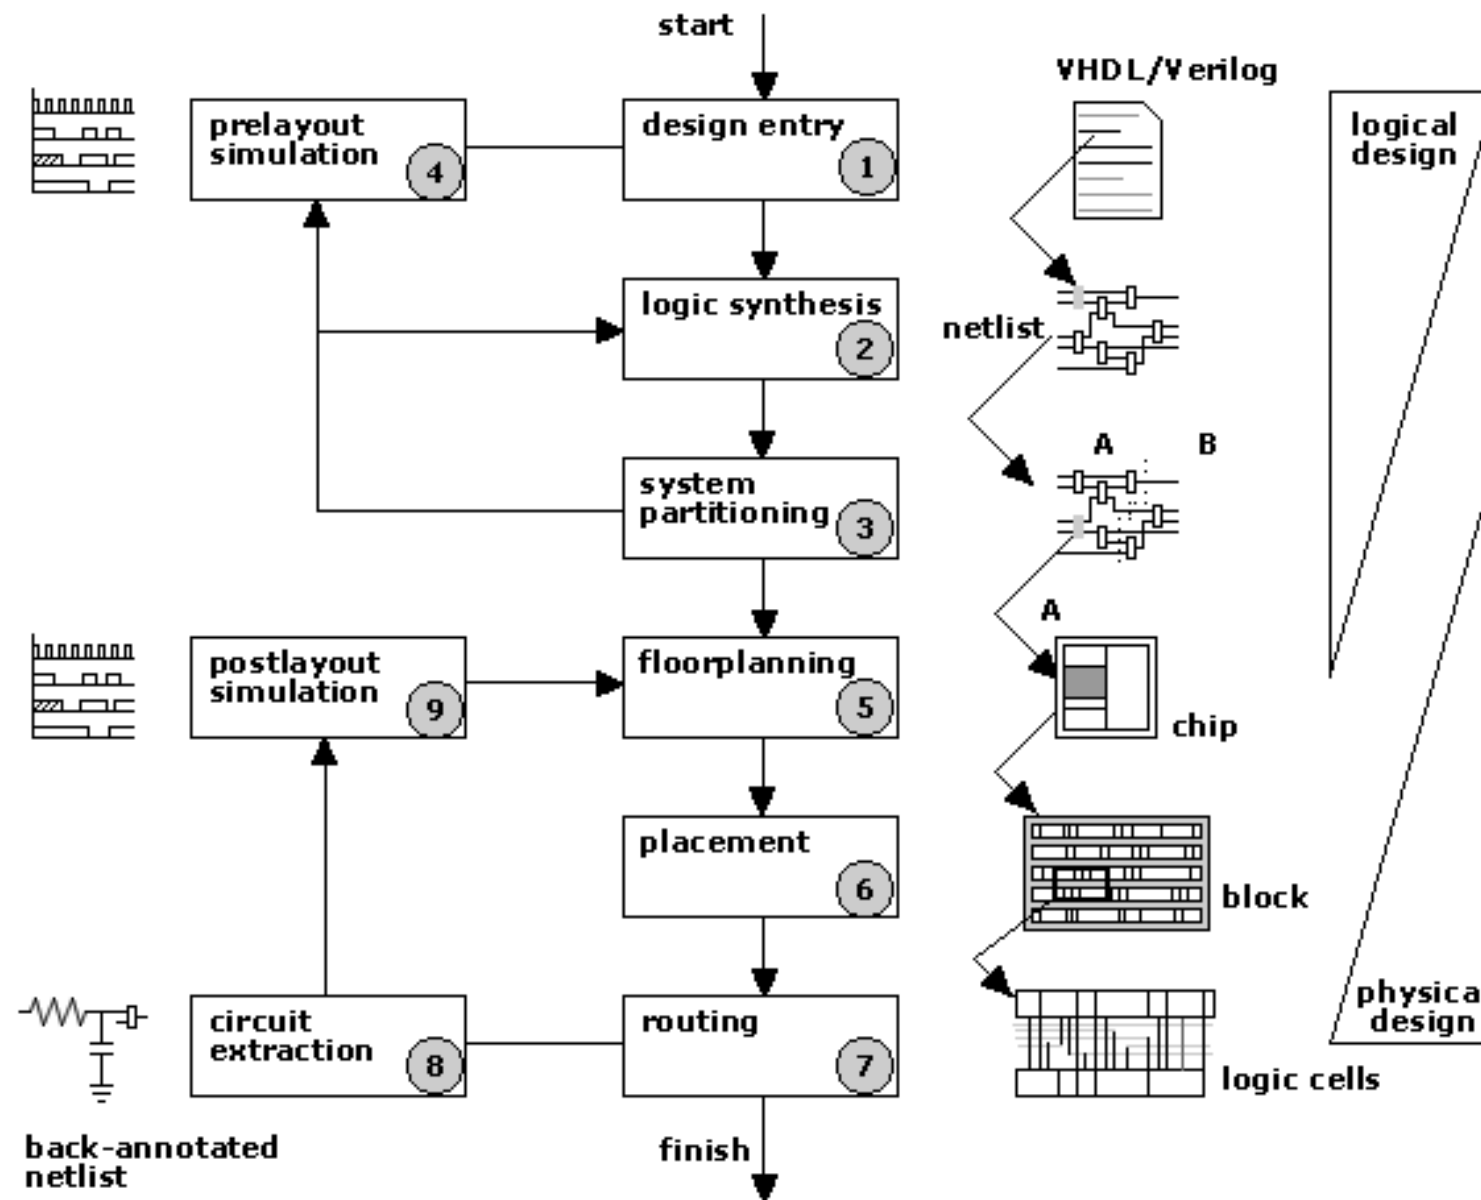 start
VHDL/Verilog
prelayout
simulation
4
design entry
1
logical
design
logic synthesis
2
netlist
A B
system
partitioning
3
A
postlayout
simulation
9
floorplanning
5
chip
placement
6
block
circuit
extraction
8
routing
7
physica
design
logic cells
back-annotated
netlist
finish